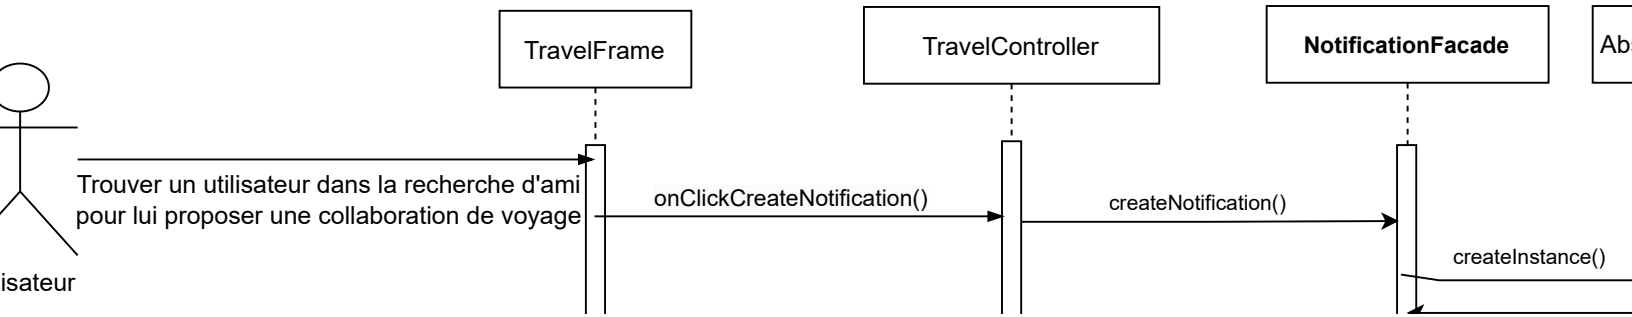 TravelFrame
TravelController
NotificationFacade
Abs
Trouver un utilisateur dans la recherche d'ami
pour lui proposer une collaboration de voyage
onClickCreateNotification()
createNotification()
createInstance()
isateur